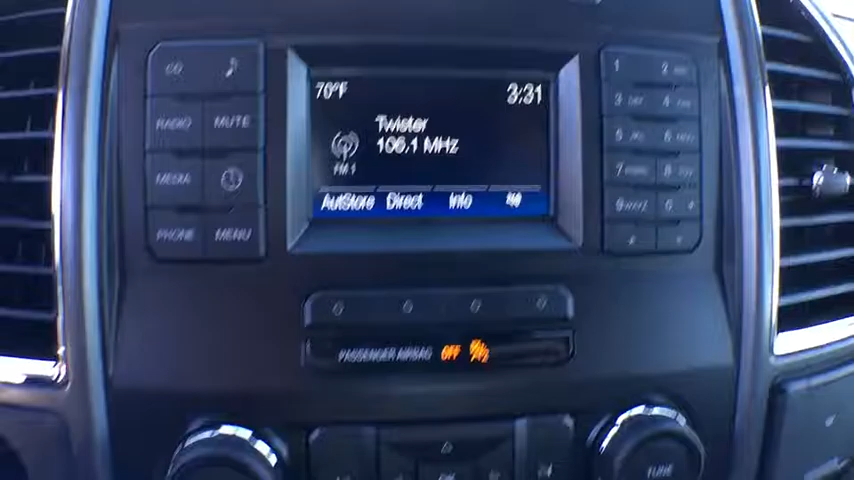 70°F 3:31
Twister
106.1 MHz
FM 1
AutoStore Direct Info
CD
RADIO MUTE
MEDIA
PHONE MENU
1 2
3 4
5 6
7 8
9 0
PASSENGER AIRBAG OFF
TUNE